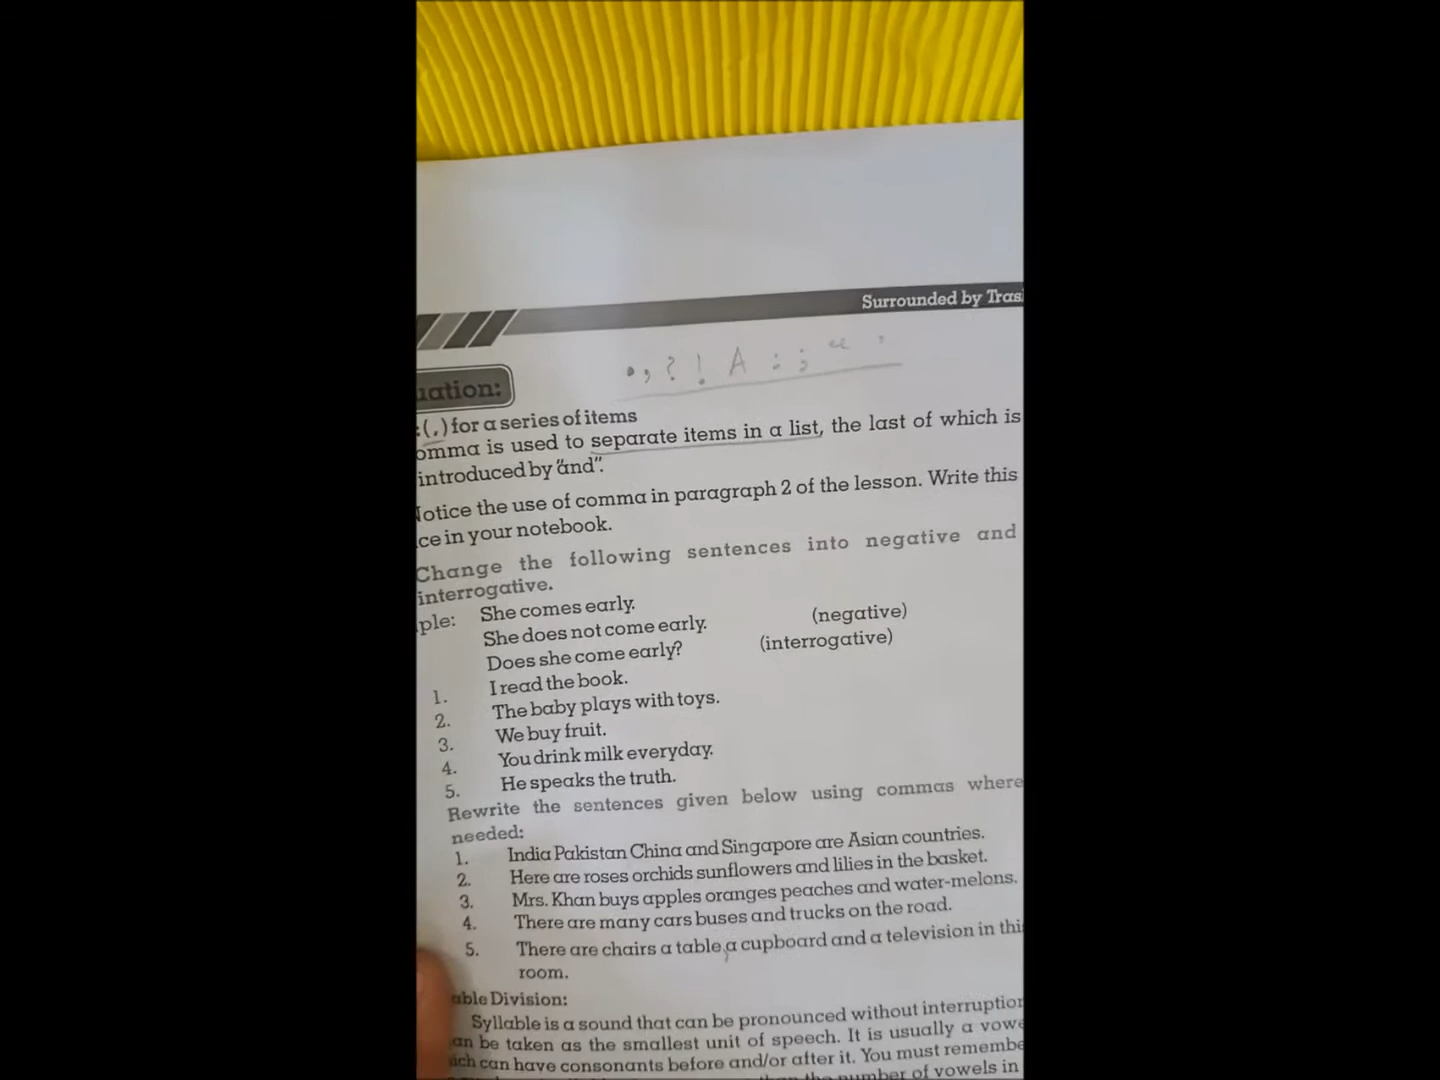 Surrounded by Tras
. , ? ! A : ; “ '
uation:
:(,) for a series of items
omma is used to separate items in a list, the last of which is
introduced by "and".
Notice the use of comma in paragraph 2 of the lesson. Write this
ce in your notebook.
Change the following sentences into negative and
interrogative.
ple: She comes early.
She does not come early. (negative)
Does she come early? (interrogative)
1. I read the book.
2. The baby plays with toys.
3. We buy fruit.
4. You drink milk everyday.
5. He speaks the truth.
Rewrite the sentences given below using commas where
needed:
1. India Pakistan China and Singapore are Asian countries.
2. Here are roses orchids sunflowers and lilies in the basket.
3. Mrs. Khan buys apples oranges peaches and water-melons.
4. There are many cars buses and trucks on the road.
5. There are chairs a table, a cupboard and a television in this
room.
able Division:
Syllable is a sound that can be pronounced without interruption
an be taken as the smallest unit of speech. It is usually a vowe
ich can have consonants before and/or after it. You must remembe
number of vowels in